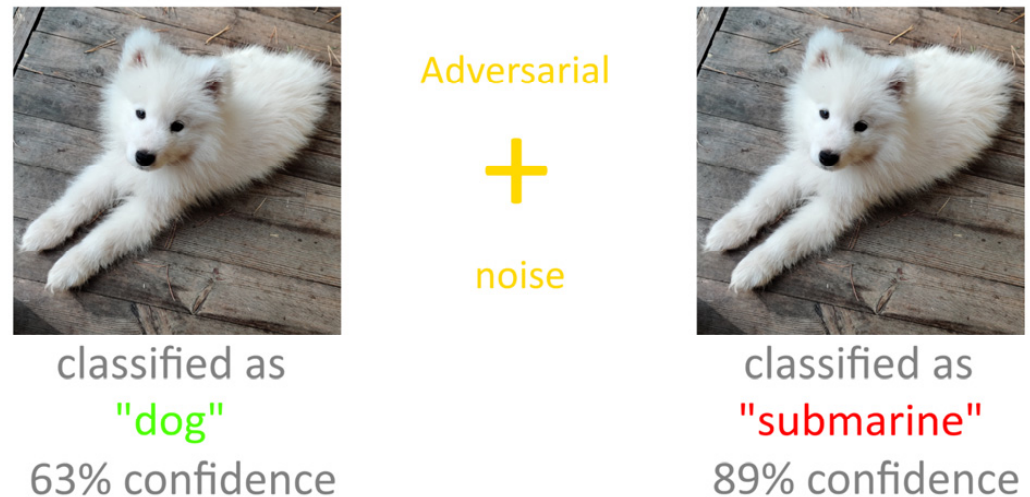 Adversarial
+
noise
classified as
"dog"
63% confidence
classified as
"submarine"
89% confidence